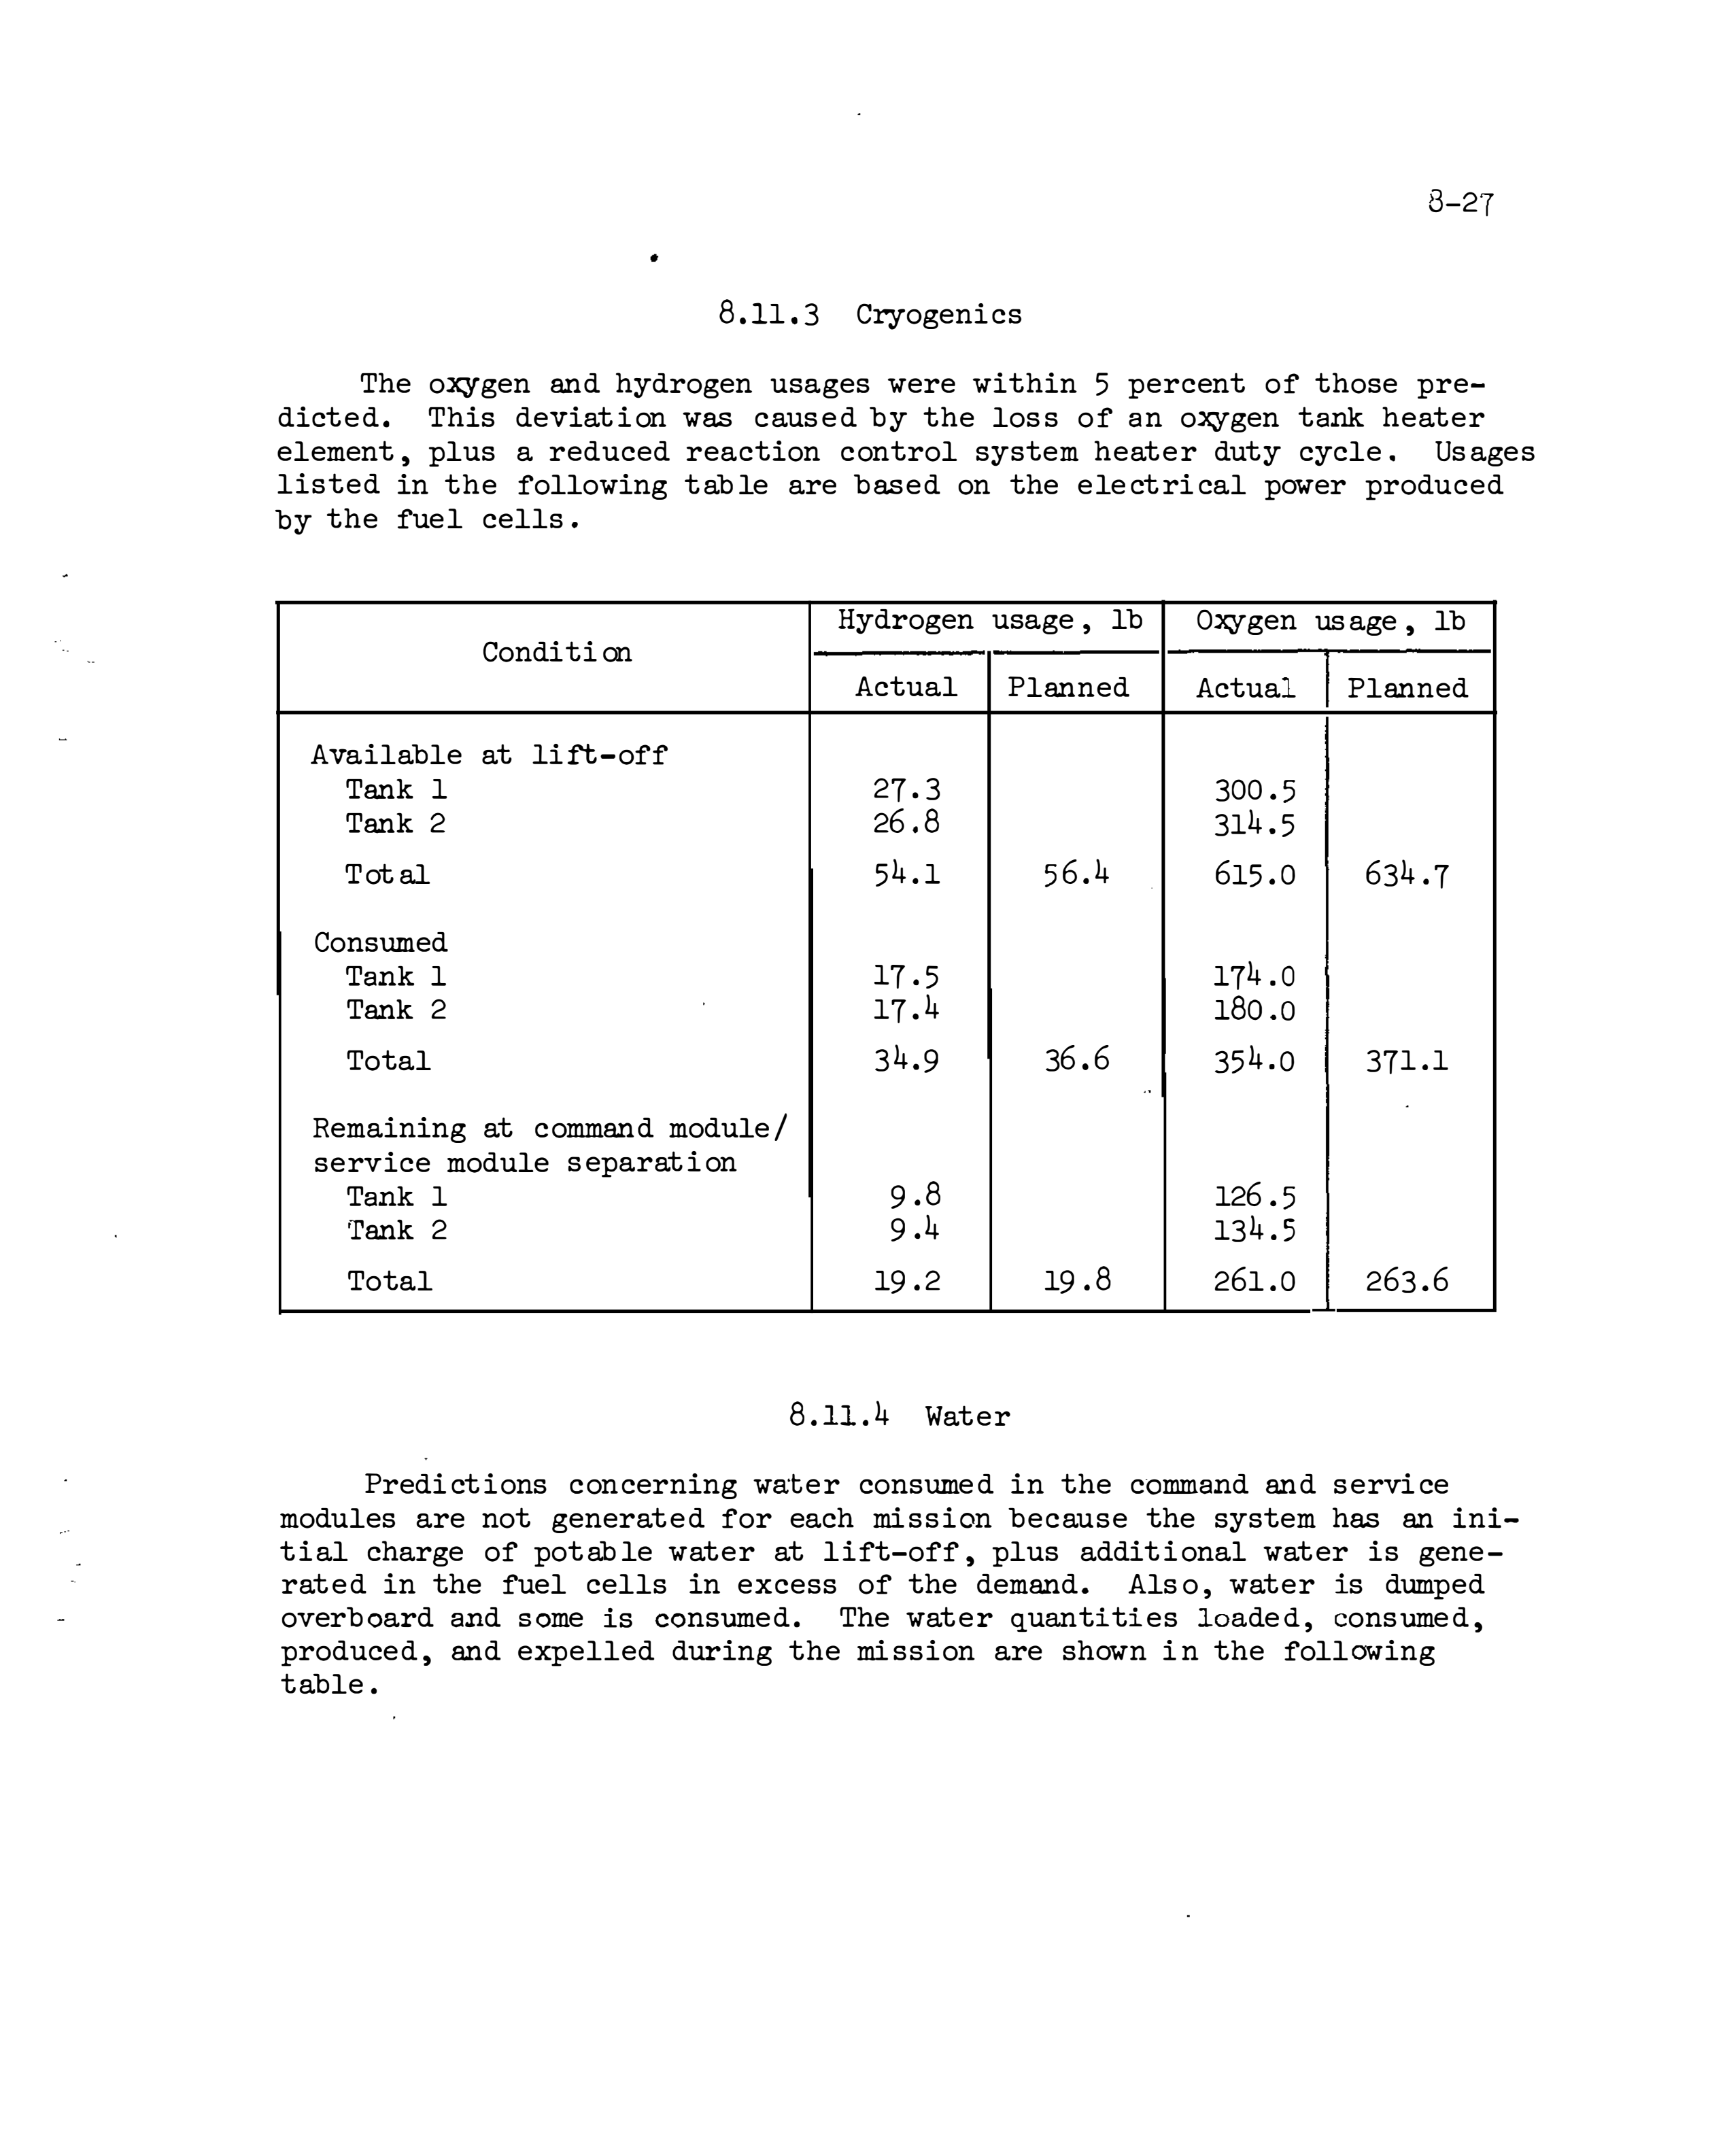 8-27
8.11.3 Cryogenics
The oxygen and hydrogen usages were within 5 percent of those pre-
dicted. This deviation was caused by the loss of an oxygen tank heater
element, plus a reduced reaction control system heater duty cycle. Usages
listed in the following table are based on the electrical power produced
by the fuel cells.
Condition Hydrogen usage, lb Oxygen usage, lb
Actual Planned Actual Planned
Available at lift-off
Tank 1 27.3 300.5
Tank 2 26.8 314.5
Total 54.1 56.4 615.0 634.7
Consumed
Tank 1 17.5 174.0
Tank 2 17.4 180.0
Total 34.9 36.6 354.0 371.1
Remaining at command module/
service module separation
Tank 1 9.8 126.5
Tank 2 9.4 134.5
Total 19.2 19.8 261.0 263.6
8.11.4 Water
Predictions concerning water consumed in the command and service
modules are not generated for each mission because the system has an ini-
tial charge of potable water at lift-off, plus additional water is gene-
rated in the fuel cells in excess of the demand. Also, water is dumped
overboard and some is consumed. The water quantities loaded, consumed,
produced, and expelled during the mission are shown in the following
table.